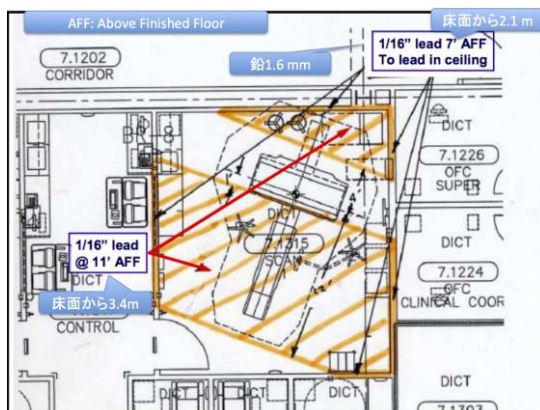 AFF: Above Finished Floor
床面から2.1 m
1/16” lead 7’ AFF
To lead in ceiling
鉛1.6 mm
7.1202
CORRIDOR
DICT
7.1226
OFC
SUPER
DICT
7.1315
SCAN
DICT
7.1224
OFC
CLINICAL COOR
1/16” lead
@ 11’ AFF
DICT
床面から3.4m
CONTROL
DICT
DICT
DICT
DICT